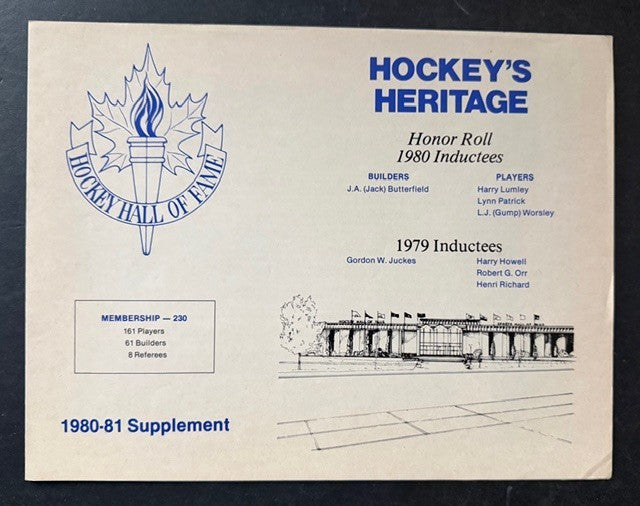 HOCKEY HALL OF FAME
MEMBERSHIP — 230
161 Players
61 Builders
8 Referees
1980-81 Supplement
HOCKEY'S
HERITAGE
Honor Roll
1980 Inductees
BUILDERS
J.A. (Jack) Butterfield
PLAYERS
Harry Lumley
Lynn Patrick
L.J. (Gump) Worsley
1979 Inductees
Gordon W. Juckes
Harry Howell
Robert G. Orr
Henri Richard